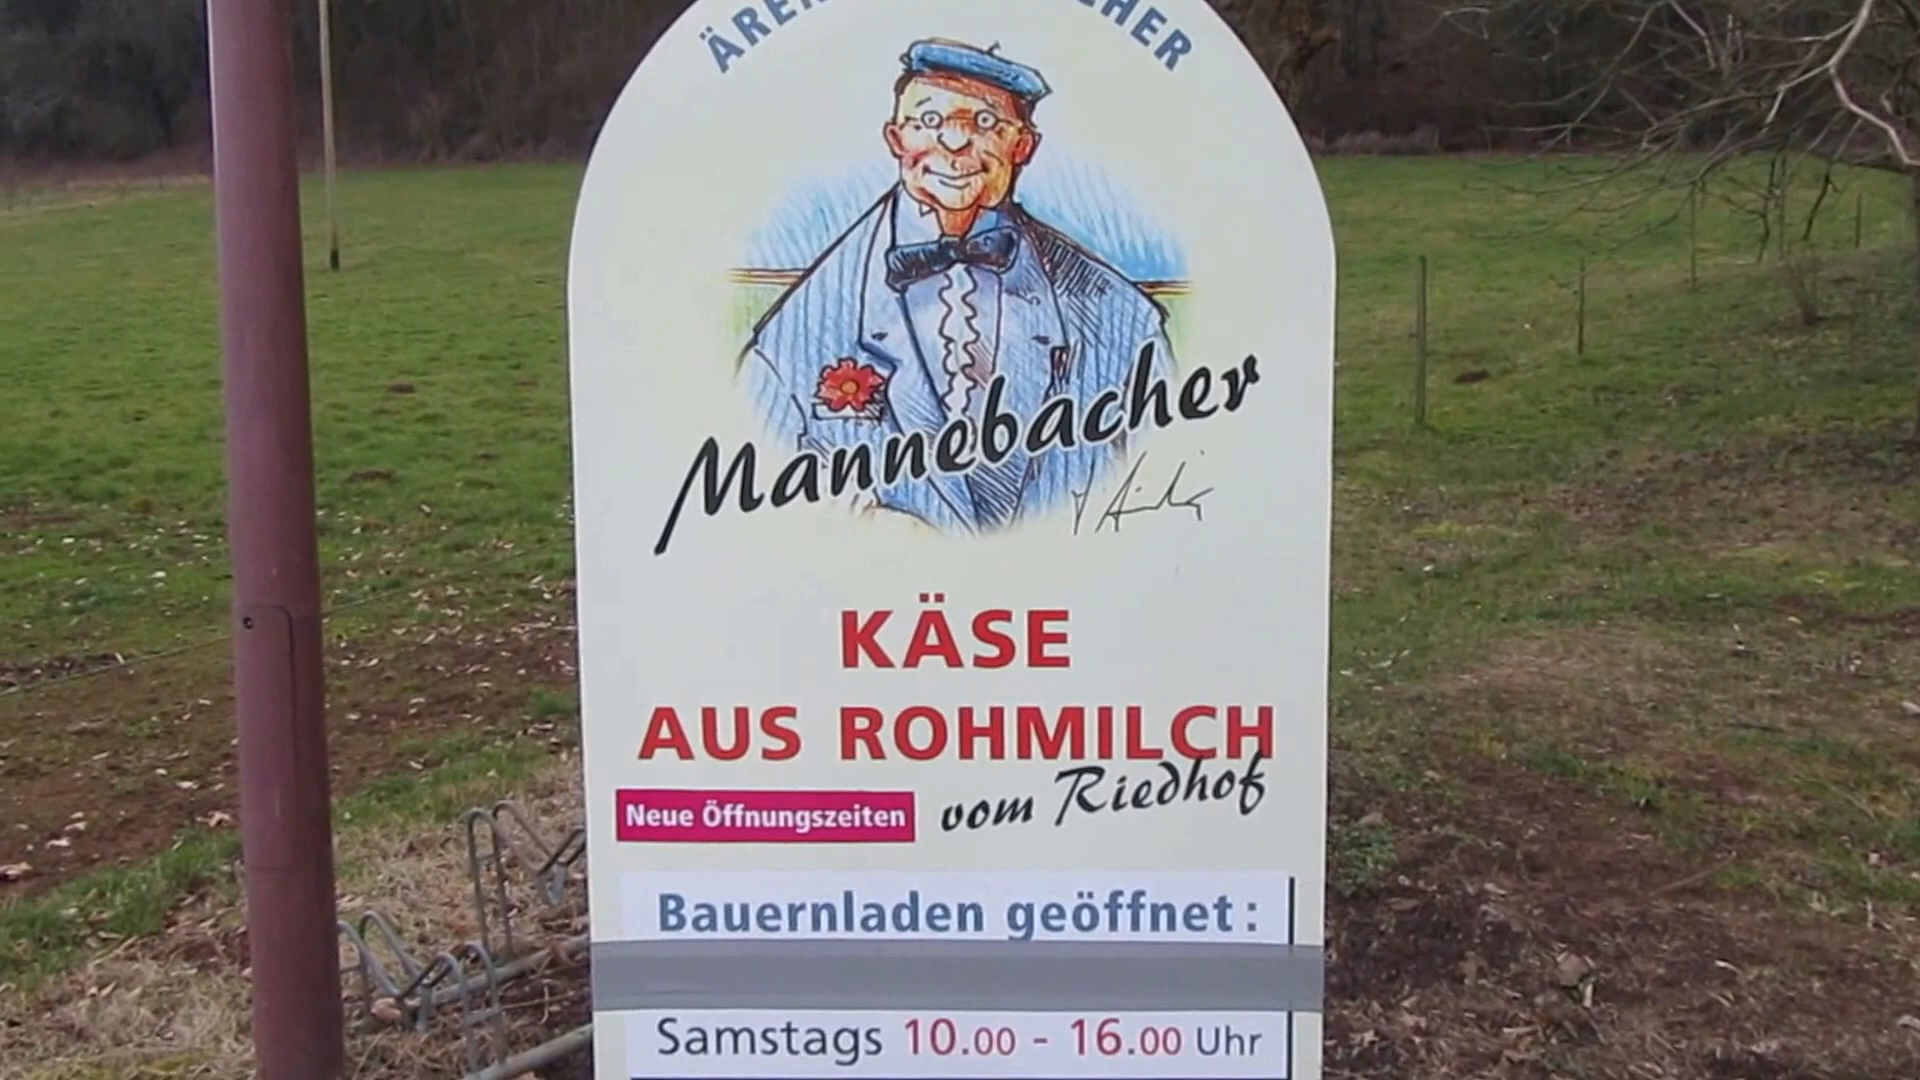 Mannebacher
KÄSE
AUS ROHMILCH
vom Riedhof
Neue Öffnungszeiten
Bauernladen geöffnet:
Samstags 10.00 - 16.00 Uhr